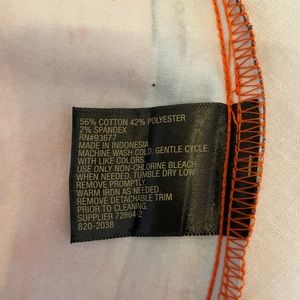 56% COTTON 42% POLYESTER
2% SPANDEX
RN#93677
MADE IN INDONESIA
MACHINE WASH COLD, GENTLE CYCLE
WITH LIKE COLORS.
USE ONLY NON-CHLORINE BLEACH
WHEN NEEDED, TUMBLE DRY LOW
REMOVE PROMPTLY
WARM IRON AS NEEDED.
REMOVE DETACHABLE TRIM
PRIOR TO CLEANING.
SUPPLIER 72864-2
820-2038